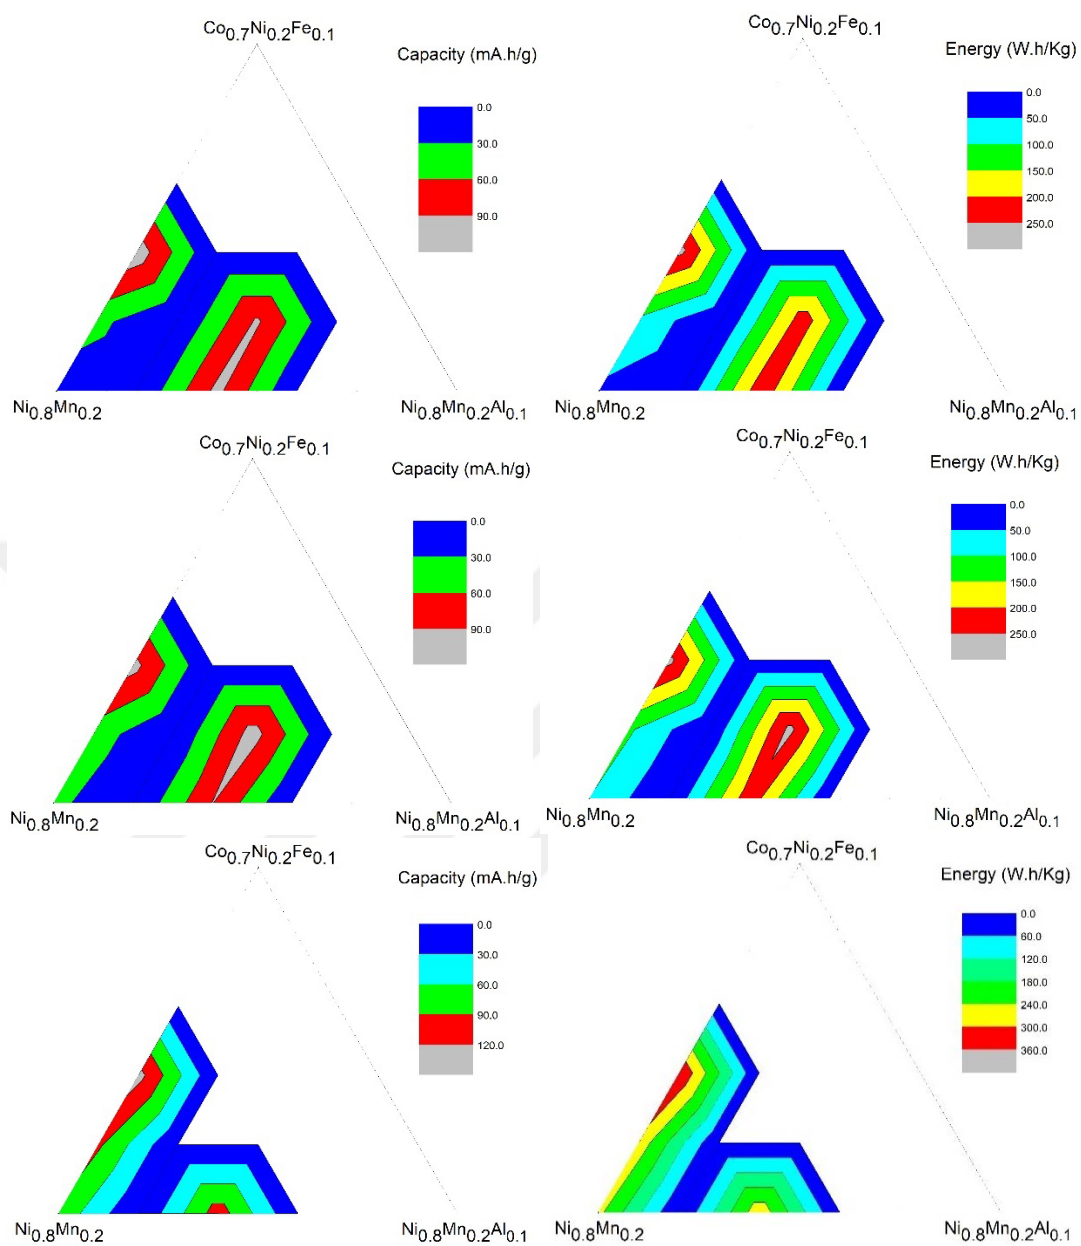 Co0.7Ni0.2Fe0.1
Capacity (mA.h/g)
0.0
30.0
60.0
90.0
Ni0.8Mn0.2
Ni0.8Mn0.2Al0.1
Co0.7Ni0.2Fe0.1
Energy (W.h/Kg)
0.0
50.0
100.0
150.0
200.0
250.0
Ni0.8Mn0.2
Ni0.8Mn0.2Al0.1
Co0.7Ni0.2Fe0.1
Capacity (mA.h/g)
0.0
30.0
60.0
90.0
Ni0.8Mn0.2
Ni0.8Mn0.2Al0.1
Co0.7Ni0.2Fe0.1
Energy (W.h/Kg)
0.0
50.0
100.0
150.0
200.0
250.0
Ni0.8Mn0.2
Ni0.8Mn0.2Al0.1
Co0.7Ni0.2Fe0.1
Capacity (mA.h/g)
0.0
30.0
60.0
90.0
120.0
Ni0.8Mn0.2
Ni0.8Mn0.2Al0.1
Co0.7Ni0.2Fe0.1
Energy (W.h/Kg)
0.0
60.0
120.0
180.0
240.0
300.0
360.0
Ni0.8Mn0.2
Ni0.8Mn0.2Al0.1